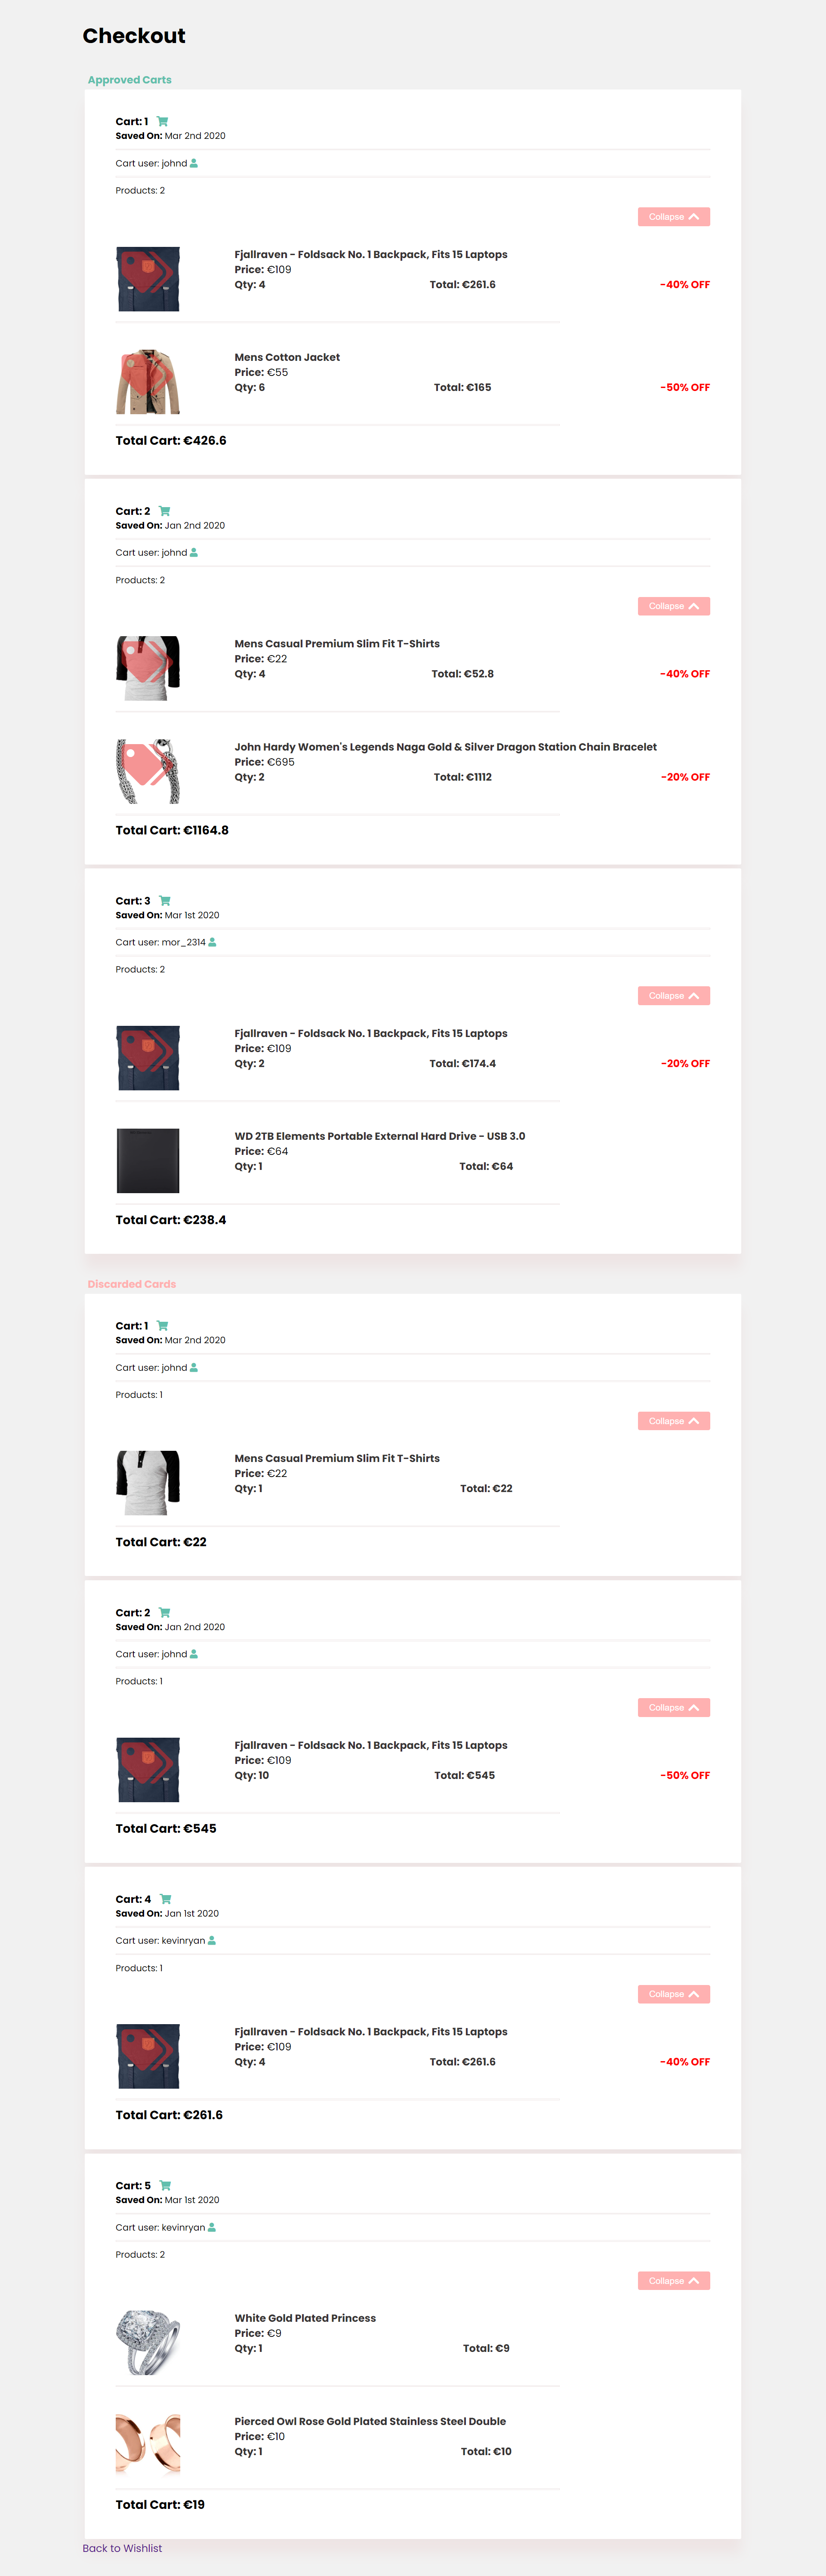 Checkout
Approved Carts
Cart: 1
Saved On: Mar 2nd 2020
Cart user: johnd
Products: 2
Collapse
Fjallraven - Foldsack No. 1 Backpack, Fits 15 Laptops
Price: €109
Qty: 4 Total: €261.6 -40% OFF
Mens Cotton Jacket
Price: €55
Qty: 6 Total: €165 -50% OFF
Total Cart: €426.6
Cart: 2
Saved On: Jan 2nd 2020
Cart user: johnd
Products: 2
Collapse
Mens Casual Premium Slim Fit T-Shirts
Price: €22
Qty: 4 Total: €52.8 -40% OFF
John Hardy Women's Legends Naga Gold & Silver Dragon Station Chain Bracelet
Price: €695
Qty: 2 Total: €1112 -20% OFF
Total Cart: €1164.8
Cart: 3
Saved On: Mar 1st 2020
Cart user: mor_2314
Products: 2
Collapse
Fjallraven - Foldsack No. 1 Backpack, Fits 15 Laptops
Price: €109
Qty: 2 Total: €174.4 -20% OFF
WD 2TB Elements Portable External Hard Drive - USB 3.0
Price: €64
Qty: 1 Total: €64
Total Cart: €238.4
Discarded Cards
Cart: 1
Saved On: Mar 2nd 2020
Cart user: johnd
Products: 1
Collapse
Mens Casual Premium Slim Fit T-Shirts
Price: €22
Qty: 1 Total: €22
Total Cart: €22
Cart: 2
Saved On: Jan 2nd 2020
Cart user: johnd
Products: 1
Collapse
Fjallraven - Foldsack No. 1 Backpack, Fits 15 Laptops
Price: €109
Qty: 10 Total: €545 -50% OFF
Total Cart: €545
Cart: 4
Saved On: Jan 1st 2020
Cart user: kevinryan
Products: 1
Collapse
Fjallraven - Foldsack No. 1 Backpack, Fits 15 Laptops
Price: €109
Qty: 4 Total: €261.6 -40% OFF
Total Cart: €261.6
Cart: 5
Saved On: Mar 1st 2020
Cart user: kevinryan
Products: 2
Collapse
White Gold Plated Princess
Price: €9
Qty: 1 Total: €9
Pierced Owl Rose Gold Plated Stainless Steel Double
Price: €10
Qty: 1 Total: €10
Total Cart: €19
Back to Wishlist